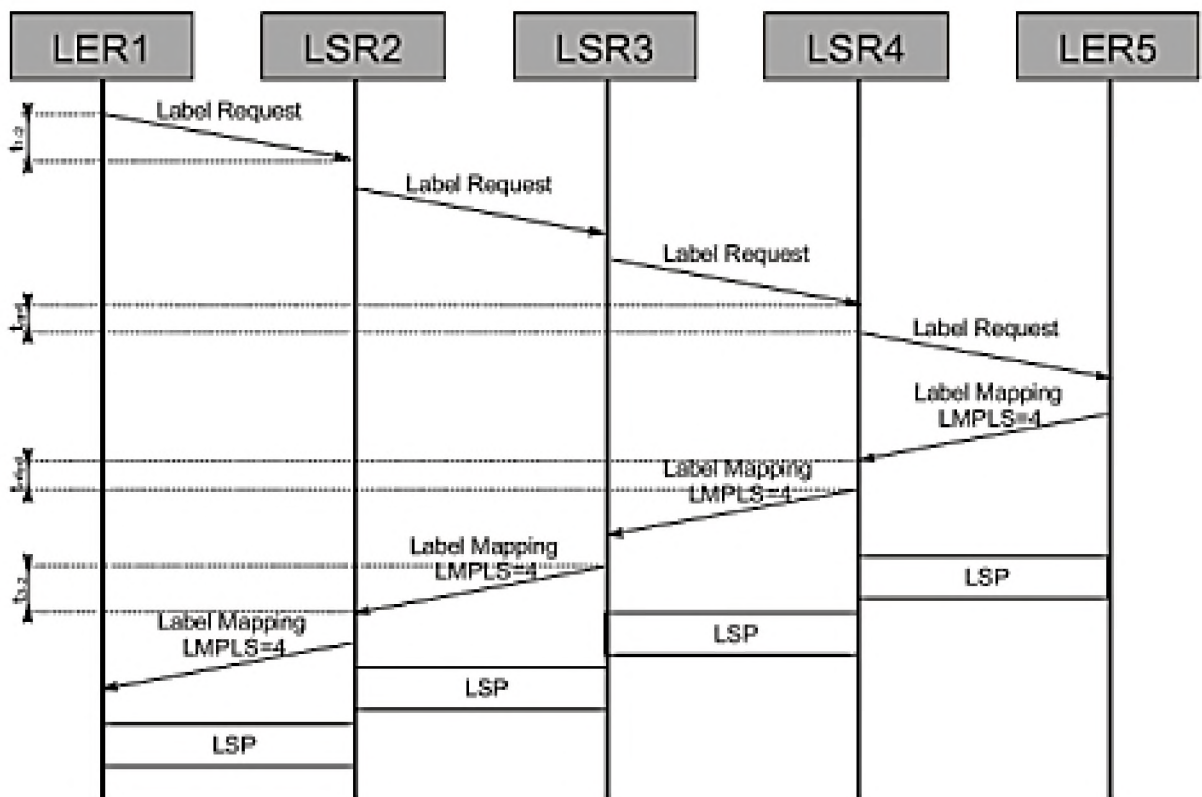 LER1
LSR2
LSR3
LSR4
LER5
Label Request
Label Request
Label Request
Label Request
Label Mapping
LMPLS=4
Label Mapping
LMPLS=4
Label Mapping
LMPLS=4
Label Mapping
LMPLS=4
LSP
LSP
LSP
LSP